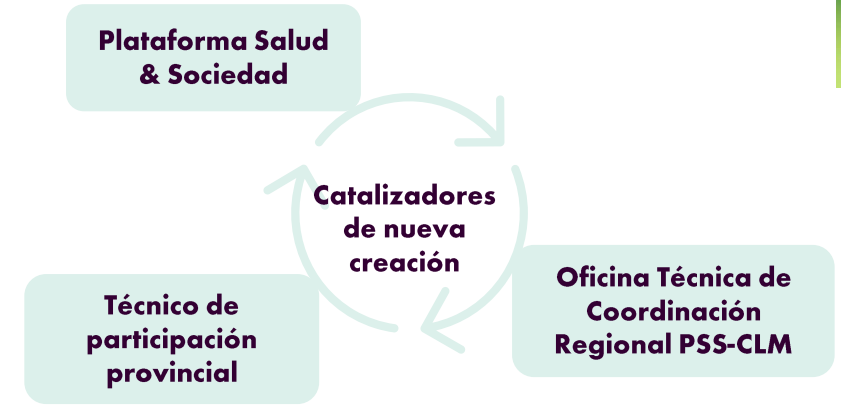 Plataforma Salud
& Sociedad
Catalizadores
de nueva
creación
Oficina Técnica de
Coordinación
Regional PSS-CLM
Técnico de
participación
provincial